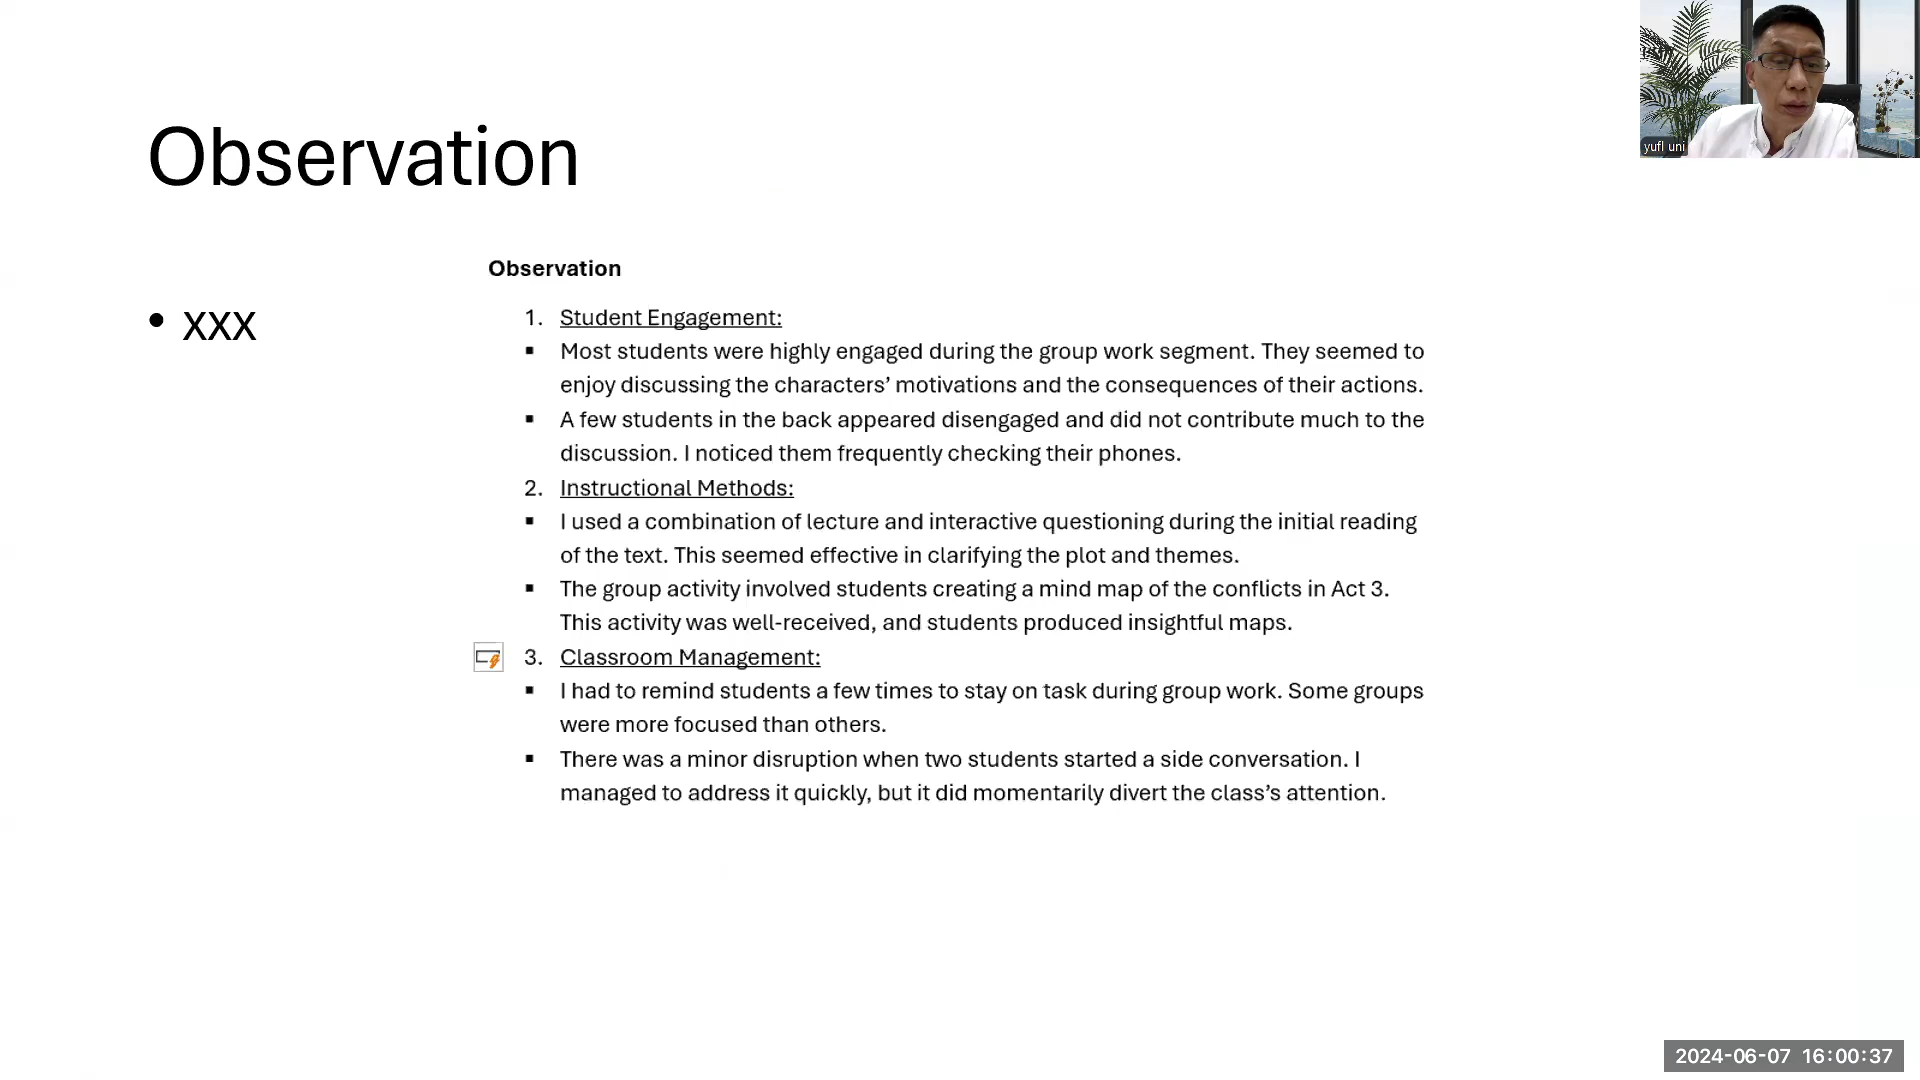 yufl uni
Observation
• xxx
Observation
1. Student Engagement:
▪ Most students were highly engaged during the group work segment. They seemed to
enjoy discussing the characters’ motivations and the consequences of their actions.
▪ A few students in the back appeared disengaged and did not contribute much to the
discussion. I noticed them frequently checking their phones.
2. Instructional Methods:
▪ I used a combination of lecture and interactive questioning during the initial reading
of the text. This seemed effective in clarifying the plot and themes.
▪ The group activity involved students creating a mind map of the conflicts in Act 3.
This activity was well-received, and students produced insightful maps.
3. Classroom Management:
▪ I had to remind students a few times to stay on task during group work. Some groups
were more focused than others.
▪ There was a minor disruption when two students started a side conversation. I
managed to address it quickly, but it did momentarily divert the class’s attention.
2024-06-07 16:00:37